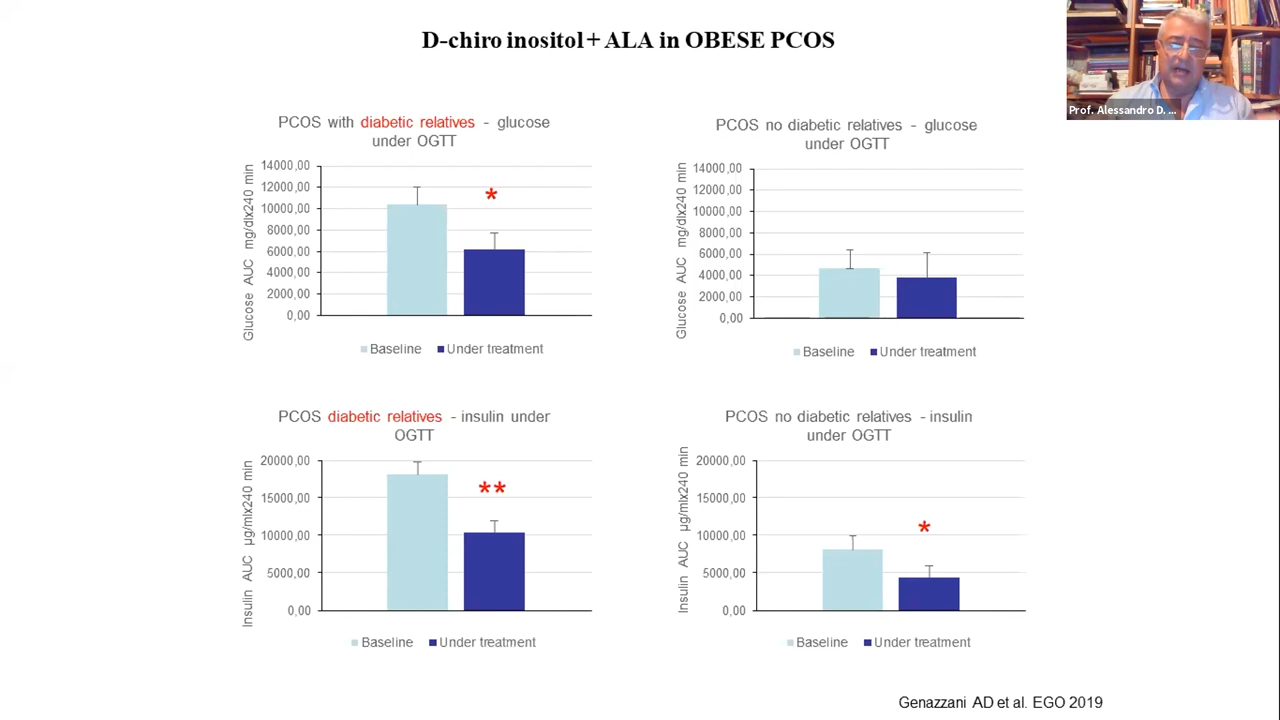 D-chiro inositol + ALA in OBESE PCOS
Prof. Alessandro D. ...
PCOS with diabetic relatives - glucose
under OGTT
Glucose AUC mg/dlx240 min
14000,00
12000,00
10000,00
8000,00
6000,00
4000,00
2000,00
0,00
*
Baseline Under treatment
PCOS no diabetic relatives - glucose
under OGTT
Glucose AUC mg/dlx240 min
14000,00
12000,00
10000,00
8000,00
6000,00
4000,00
2000,00
0,00
Baseline Under treatment
PCOS diabetic relatives - insulin under
OGTT
Insulin AUC µg/mlx240 min
20000,00
15000,00
10000,00
5000,00
0,00
**
Baseline Under treatment
PCOS no diabetic relatives - insulin
under OGTT
Insulin AUC µg/mlx240 min
20000,00
15000,00
10000,00
5000,00
0,00
*
Baseline Under treatment
Genazzani AD et al. EGO 2019